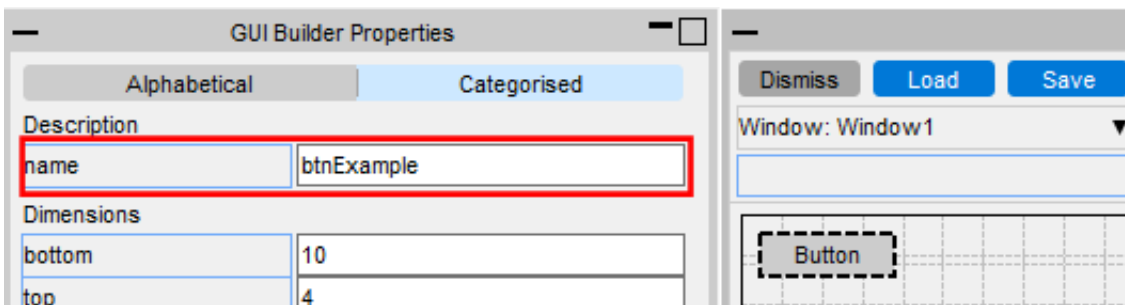 GUI Builder Properties
Alphabetical Categorised
Description
name btnExample
Dimensions
bottom 10
top 4
Dismiss Load Save
Window: Window1
Button